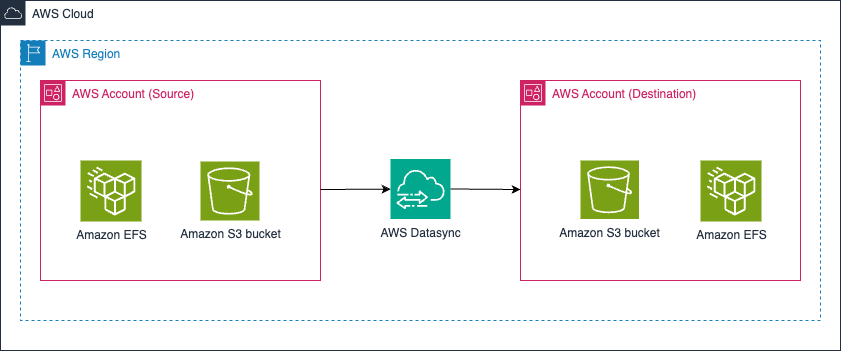 AWS Cloud
AWS Region
AWS Account (Source)
AWS Account (Destination)
Amazon EFS
Amazon S3 bucket
AWS Datasync
Amazon S3 bucket
Amazon EFS